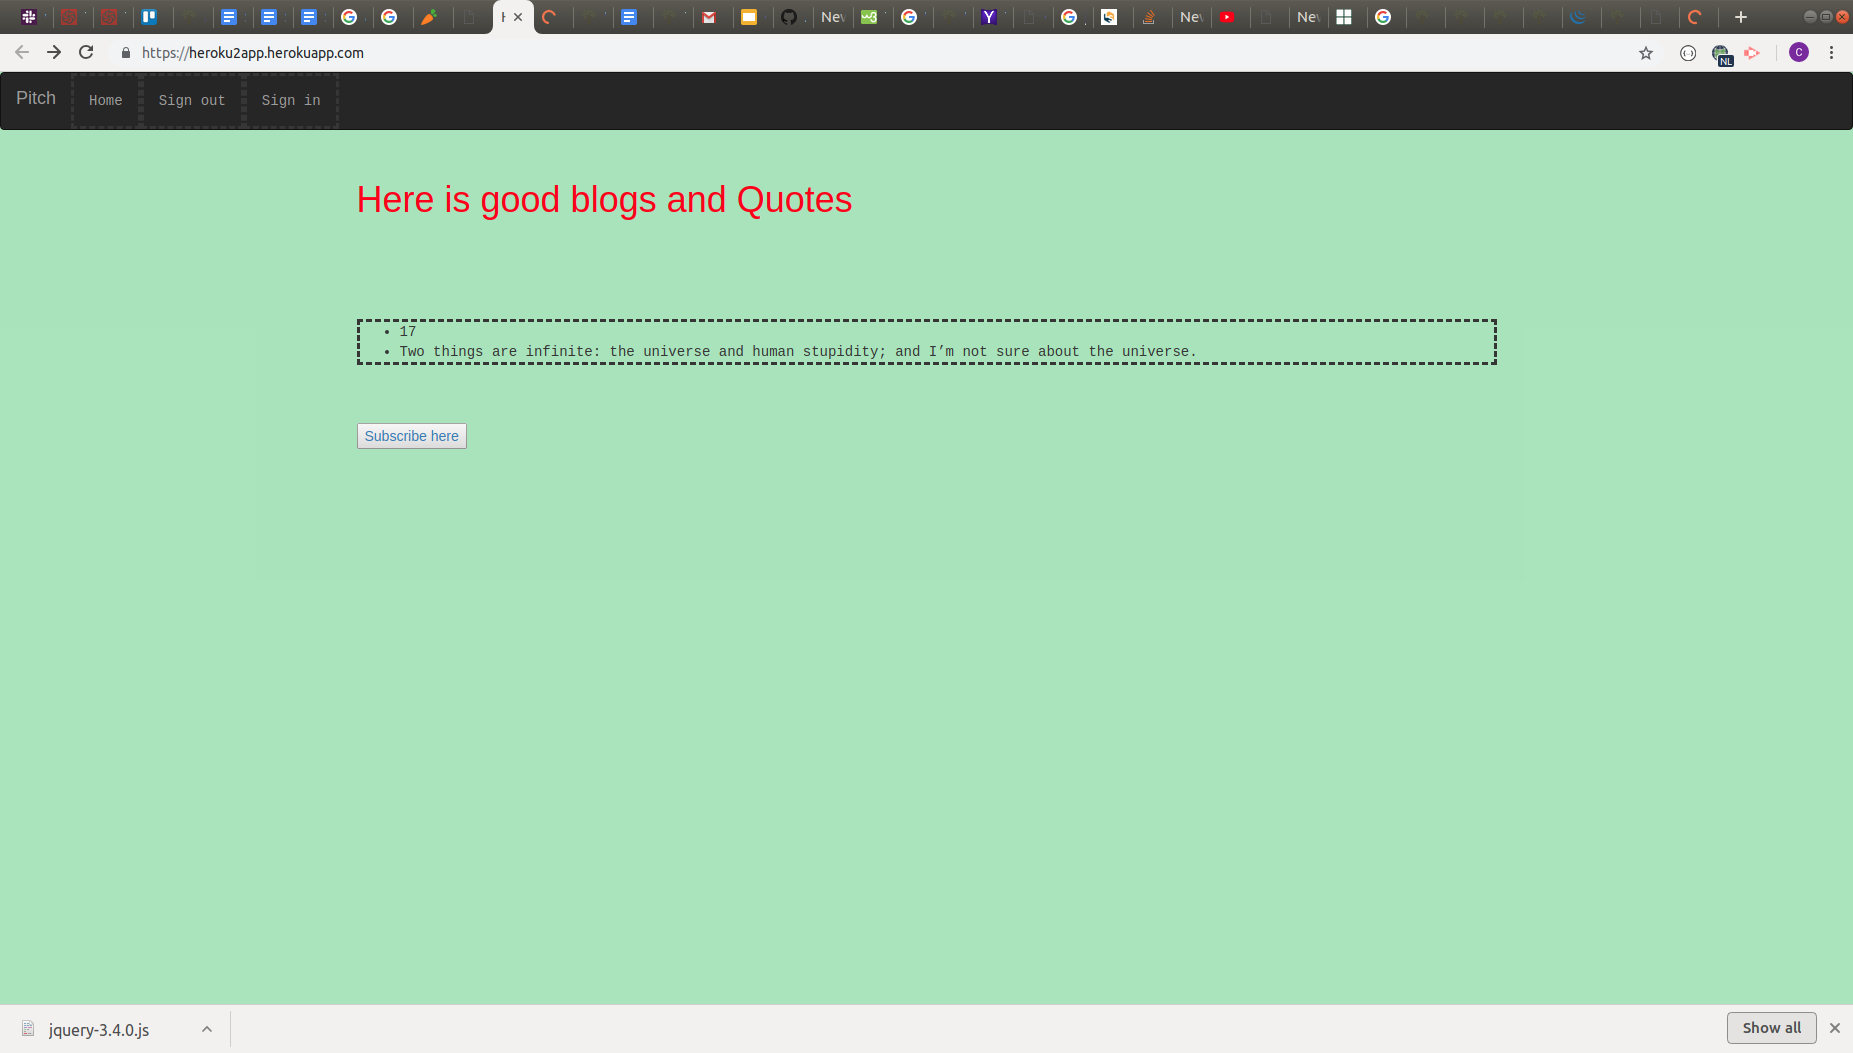 Nev
Nev
Nev
https://heroku2app.herokuapp.com
NL
C
Pitch
Home
Sign out
Sign in
Here is good blogs and Quotes
17
Two things are infinite: the universe and human stupidity; and I’m not sure about the universe.
Subscribe here
jquery-3.4.0.js
Show all